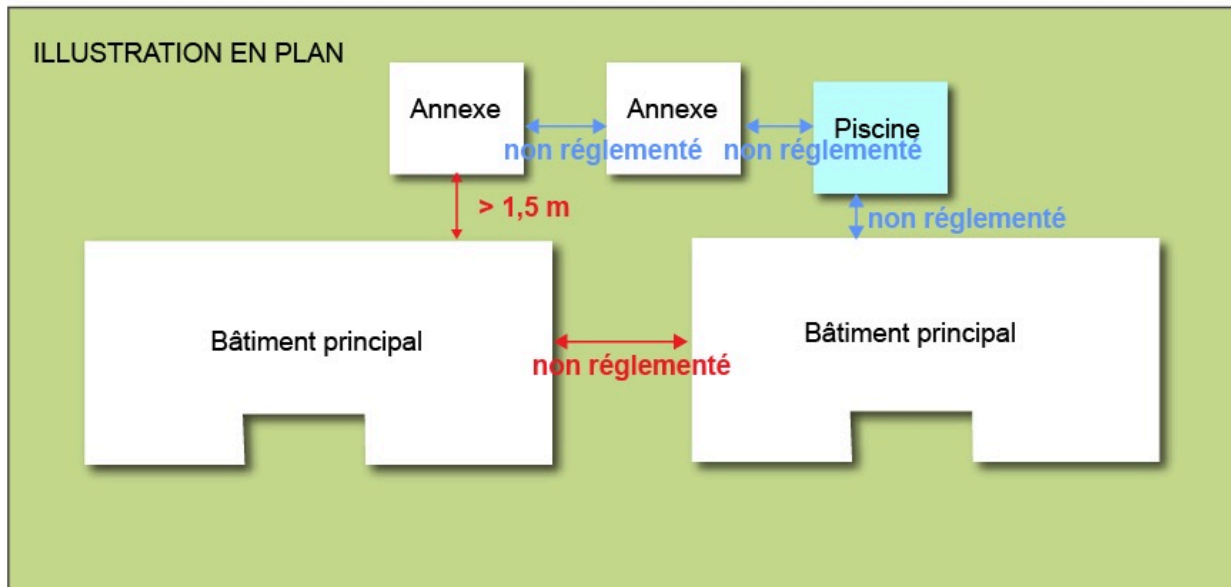 ILLUSTRATION EN PLAN
Annexe
Annexe
Piscine
non réglementé
non réglementé
> 1,5 m
non réglementé
Bâtiment principal
Bâtiment principal
non réglementé